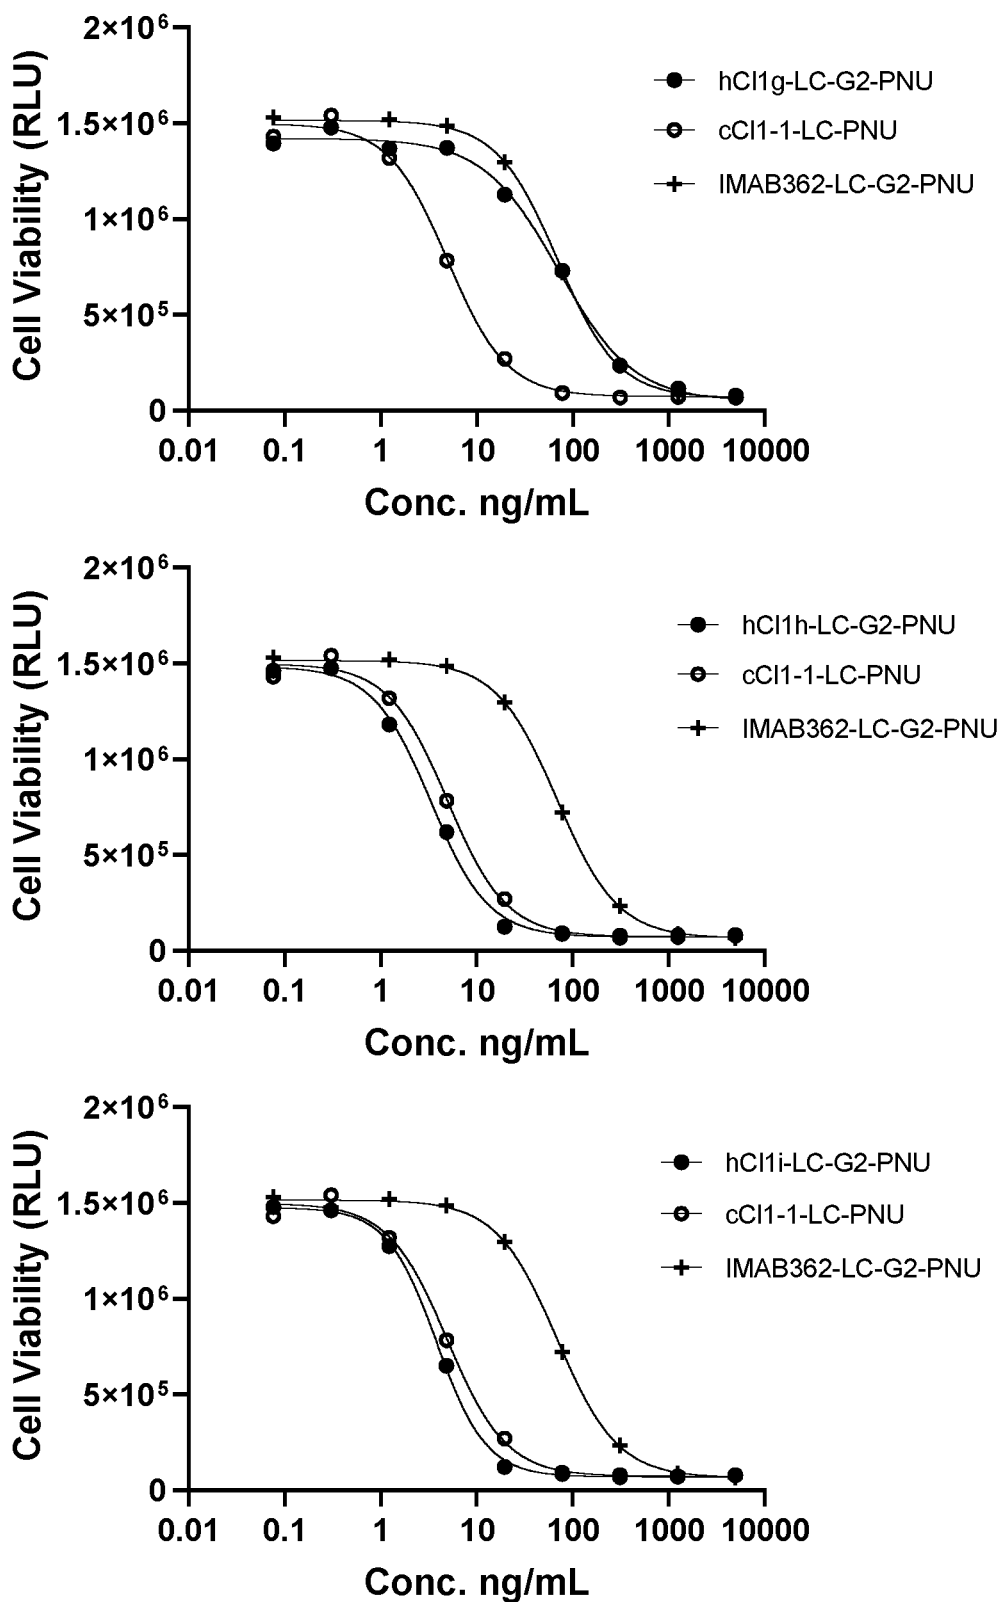 2×10⁶
1.5×10⁶
1×10⁶
5×10⁵
0
Cell Viability (RLU)
0.01 0.1 1 10 100 1000 10000
Conc. ng/mL
hCl1g-LC-G2-PNU
cCl1-1-LC-PNU
IMAB362-LC-G2-PNU
2×10⁶
1.5×10⁶
1×10⁶
5×10⁵
0
Cell Viability (RLU)
0.01 0.1 1 10 100 1000 10000
Conc. ng/mL
hCl1h-LC-G2-PNU
cCl1-1-LC-PNU
IMAB362-LC-G2-PNU
2×10⁶
1.5×10⁶
1×10⁶
5×10⁵
0
Cell Viability (RLU)
0.01 0.1 1 10 100 1000 10000
Conc. ng/mL
hCl1i-LC-G2-PNU
cCl1-1-LC-PNU
IMAB362-LC-G2-PNU